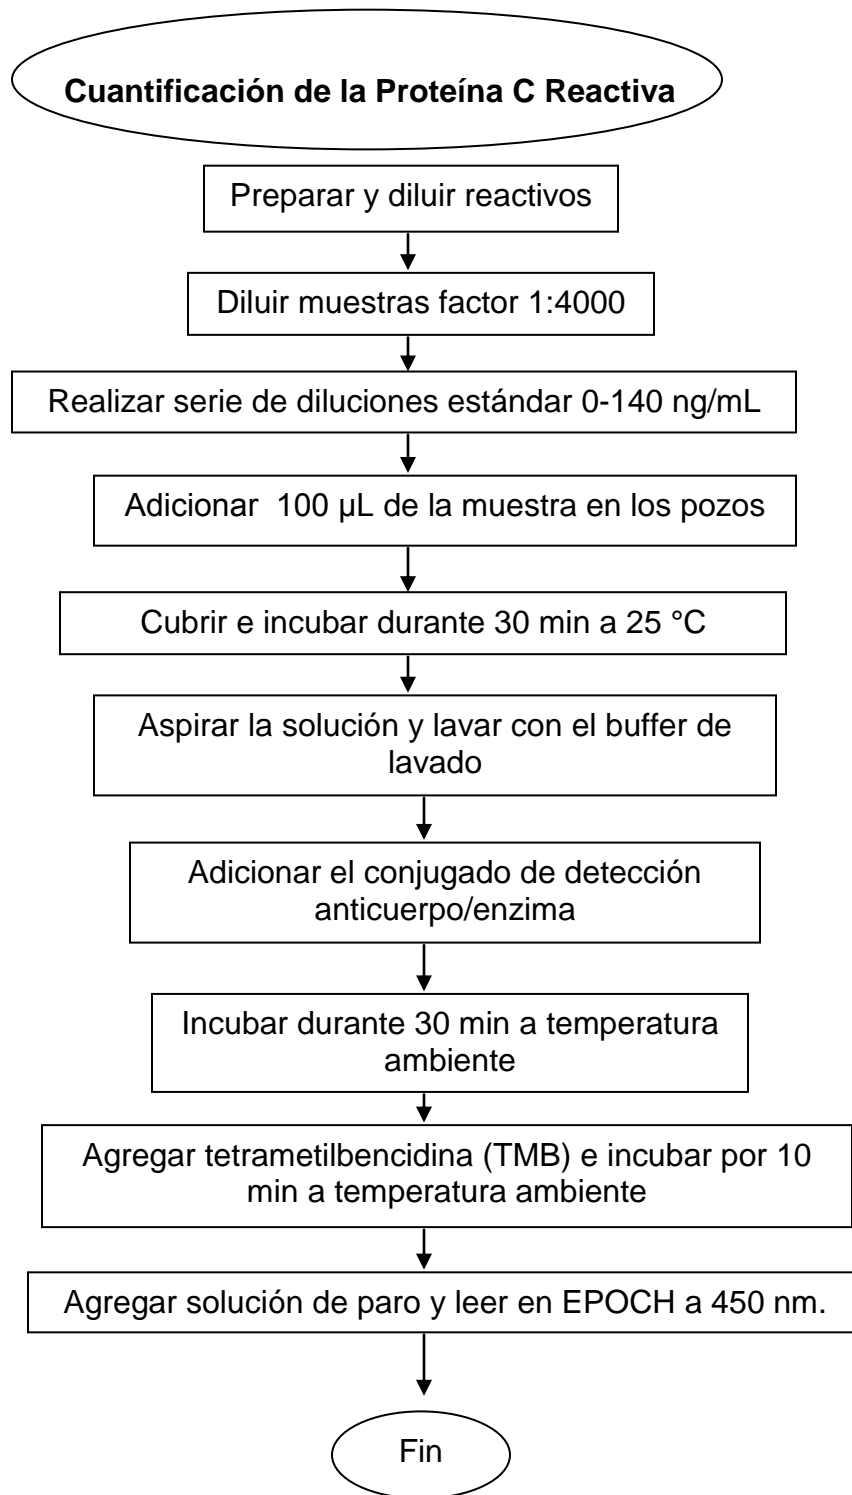 Cuantificación de la Proteína C Reactiva
Preparar y diluir reactivos
Diluir muestras factor 1:4000
Realizar serie de diluciones estándar 0-140 ng/mL
Adicionar  100 µL de la muestra en los pozos
Cubrir e incubar durante 30 min a 25 °C
Aspirar la solución y lavar con el buffer de
lavado
Adicionar el conjugado de detección
anticuerpo/enzima
Incubar durante 30 min a temperatura
ambiente
Agregar tetrametilbencidina (TMB) e incubar por 10
min a temperatura ambiente
Agregar solución de paro y leer en EPOCH a 450 nm.
Fin